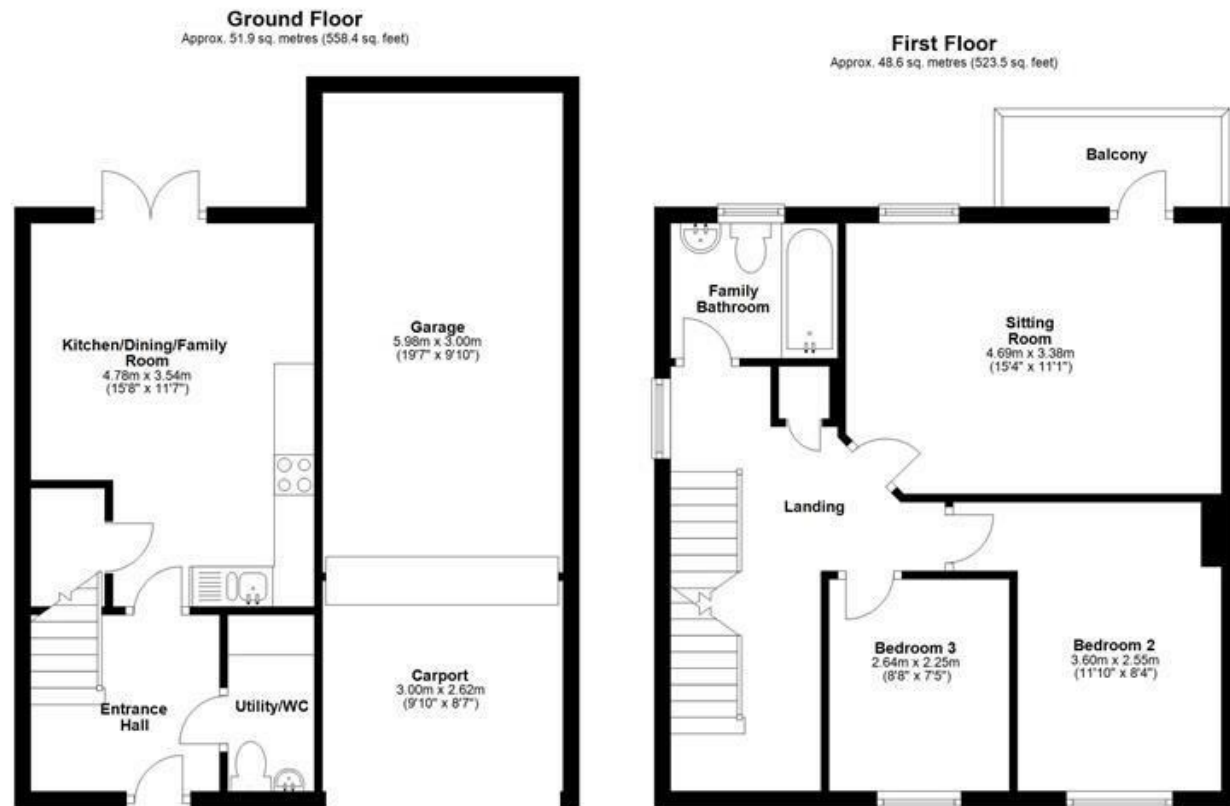 Ground Floor
Approx. 51.9 sq. metres (558.4 sq. feet)
Kitchen/Dining/Family
Room
4.78m x 3.54m
(15'8" x 11'7")
Garage
5.98m x 3.00m
(19'7" x 9'10")
Carport
3.00m x 2.62m
(9'10" x 8'7")
Entrance
Hall
Utility/WC
First Floor
Approx. 48.6 sq. metres (523.5 sq. feet)
Balcony
Family
Bathroom
Sitting
Room
4.69m x 3.38m
(15'4" x 11'1")
Landing
Bedroom 3
2.64m x 2.25m
(8'8" x 7'5")
Bedroom 2
3.60m x 2.55m
(11'10" x 8'4")